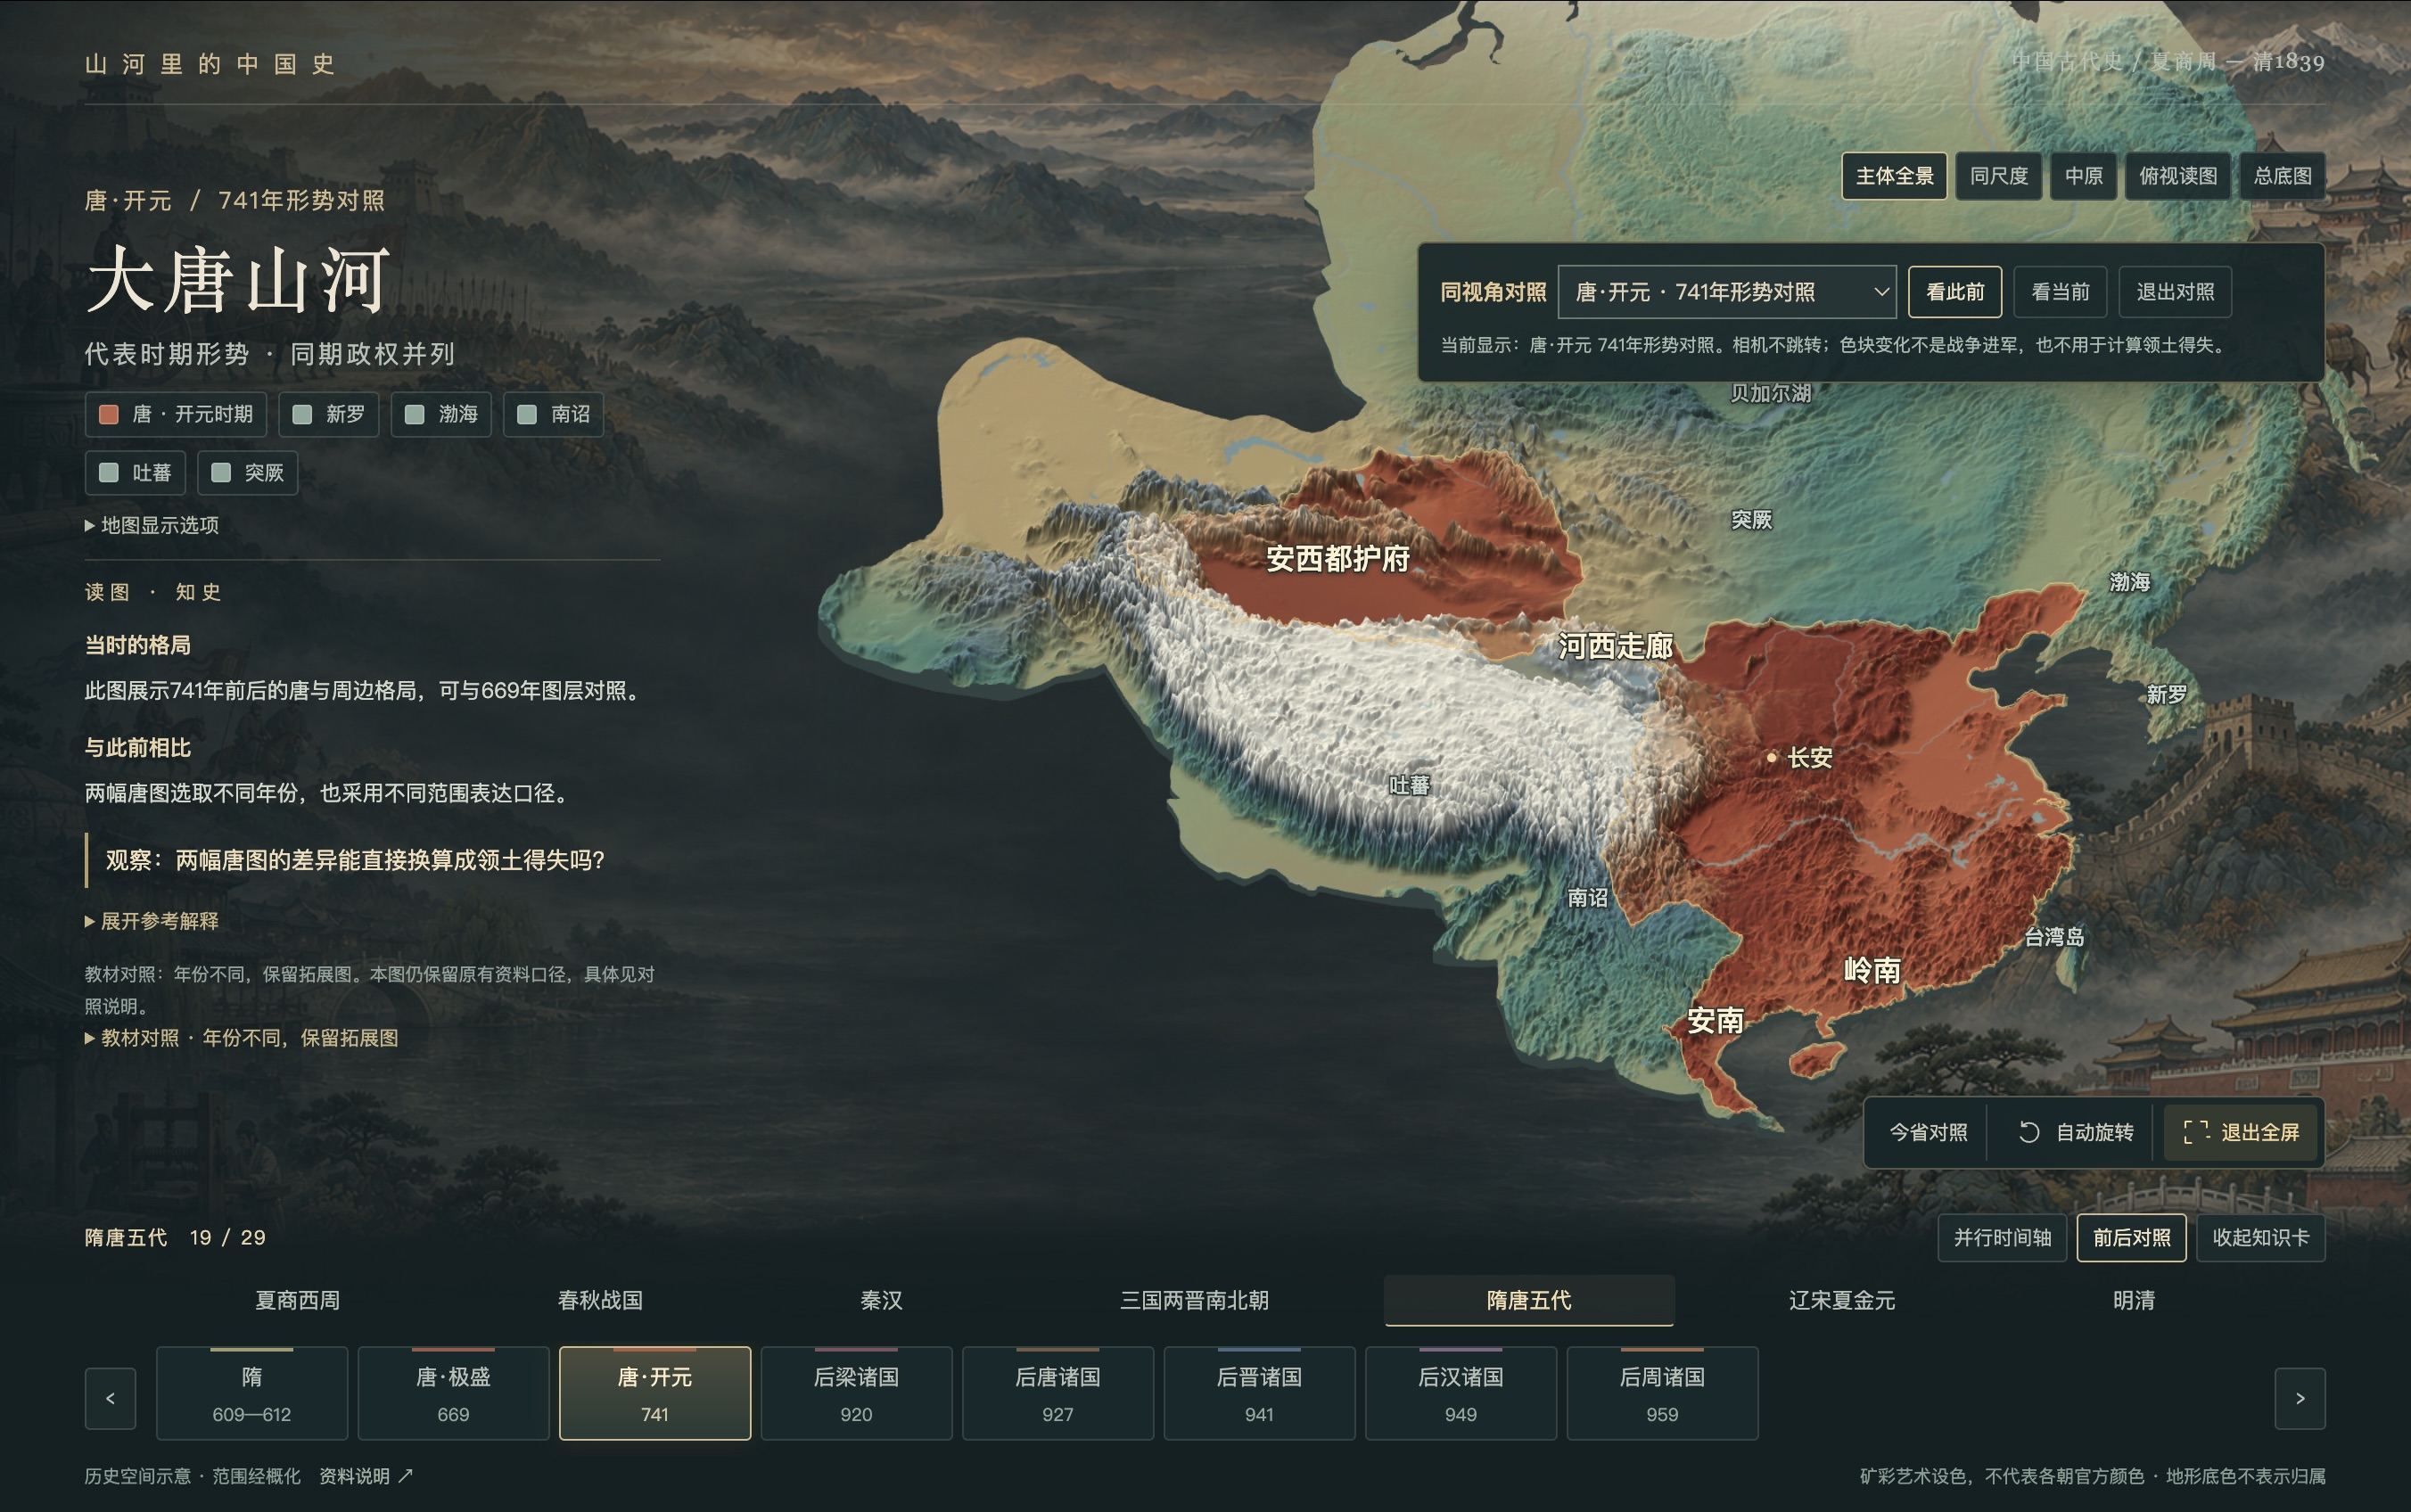 山河里的中国史
中国古代史 / 夏商周 — 清1839
唐·开元 / 741年形势对照
大唐山河
代表时期形势 · 同期政权并列
唐 · 开元时期 新罗 渤海 南诏
吐蕃 突厥
地图显示选项
读图 · 知史
当时的格局
此图展示741年前后的唐与周边格局，可与669年图层对照。
与此前相比
两幅唐图选取不同年份，也采用不同范围表达口径。
观察：两幅唐图的差异能直接换算成领土得失吗？
展开参考解释
教材对照：年份不同，保留拓展图。本图仍保留原有资料口径，具体见对
照说明。
教材对照 · 年份不同，保留拓展图
主体全景 同尺度 中原 俯视读图 总底图
同视角对照 唐·开元 · 741年形势对照 看此前 看当前 退出对照
当前显示：唐·开元 741年形势对照。相机不跳转；色块变化不是战争进军，也不用于计算领土得失。
贝加尔湖
突厥
安西都护府
渤海
河西走廊
新罗
长安
吐蕃
南诏
台湾岛
岭南
安南
今省对照 自动旋转 退出全屏
隋唐五代 19 / 29
并行时间轴 前后对照 收起知识卡
夏商西周 春秋战国 秦汉 三国两晋南北朝 隋唐五代 辽宋夏金元 明清
隋 唐·极盛 唐·开元 后梁诸国 后唐诸国 后晋诸国 后汉诸国 后周诸国
609—612 669 741 920 927 941 949 959
历史空间示意 · 范围经概化 资料说明 ↗
矿彩艺术设色，不代表各朝官方颜色 · 地形底色不表示归属